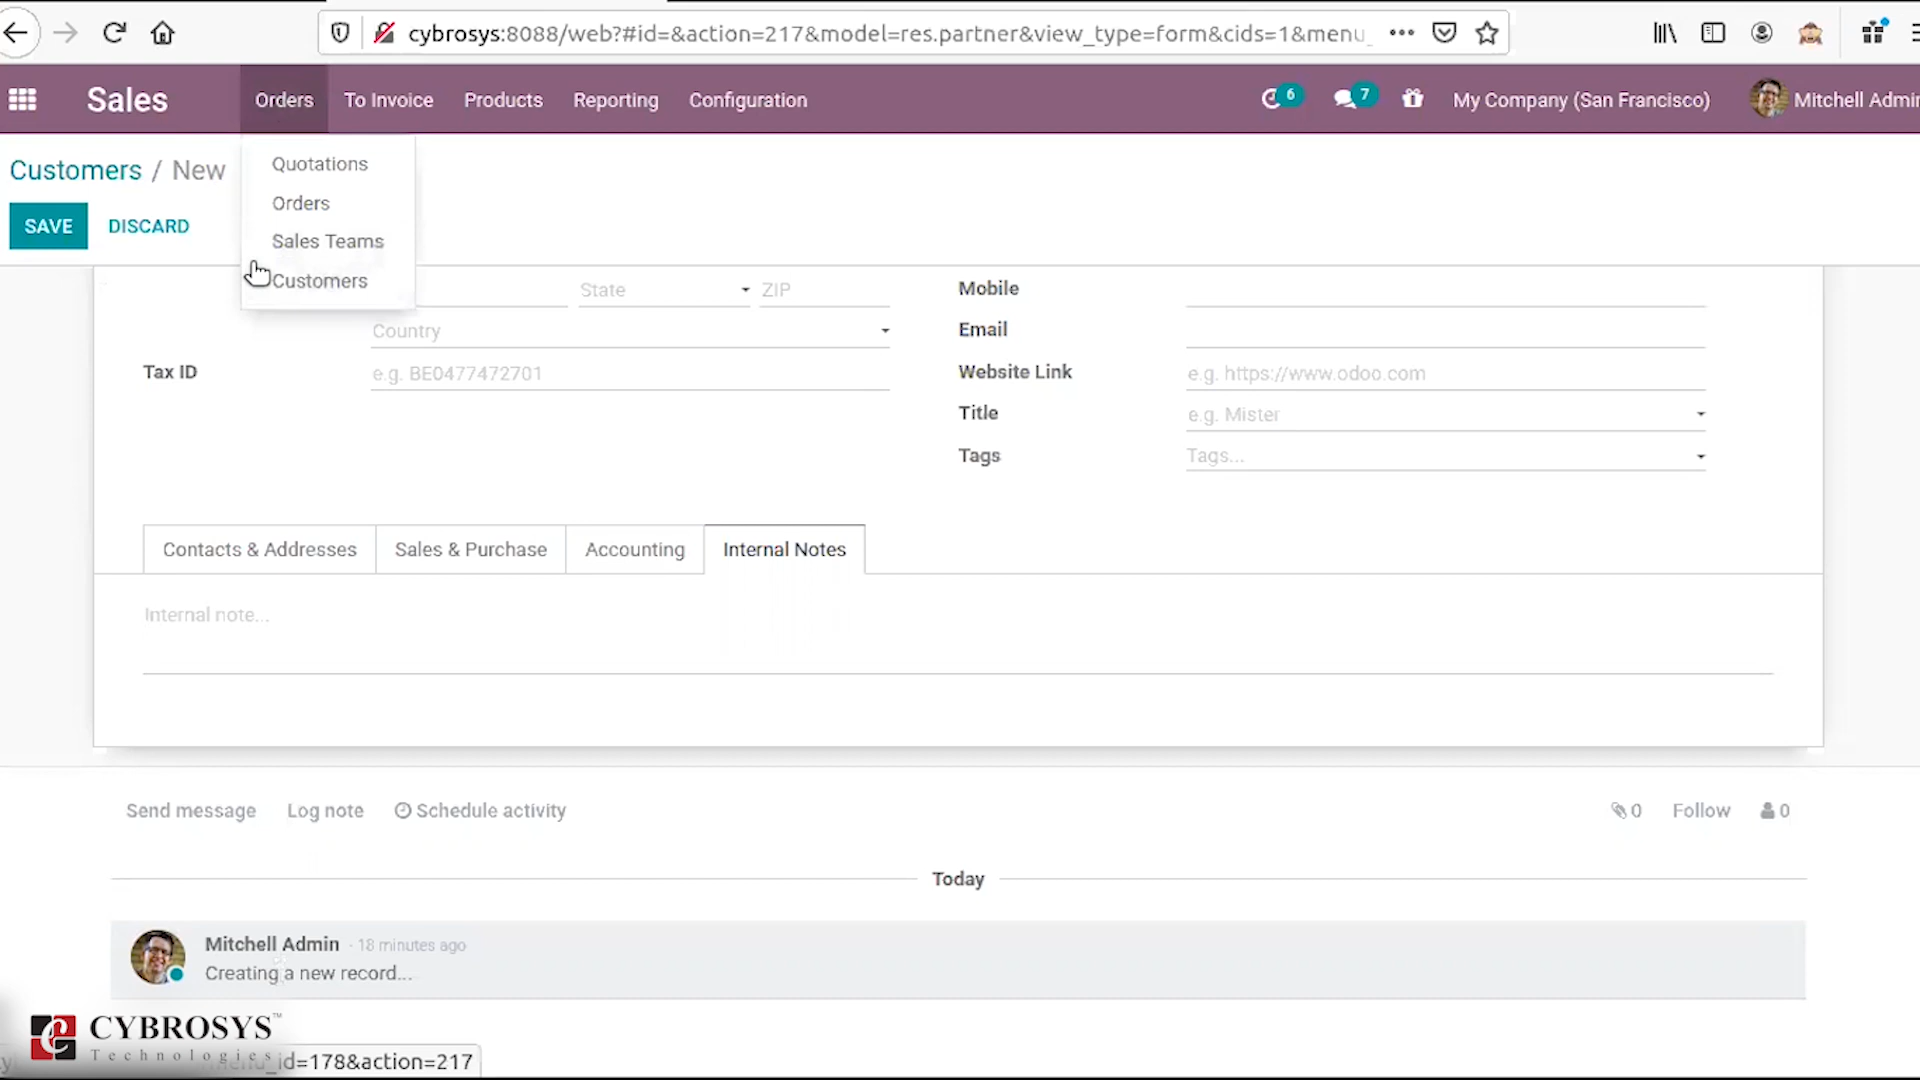 cybrosys:8088/web?#id=&action=217&model=res.partner&view_type=form&cids=1&menu_
Sales Orders To Invoice Products Reporting Configuration 6 7 My Company (San Francisco) Mitchell Admin
Customers / New
SAVE DISCARD
Quotations
Orders
Sales Teams
Customers
State ZIP
Country
Tax ID e.g. BE0477472701
Mobile
Email
Website Link e.g. https://www.odoo.com
Title e.g. Mister
Tags Tags...
Contacts & Addresses Sales & Purchase Accounting Internal Notes
Internal note...
Send message Log note Schedule activity 0 Follow 0
Today
Mitchell Admin - 18 minutes ago
Creating a new record...
CYBROSYS™
Technologies
menu_id=178&action=217